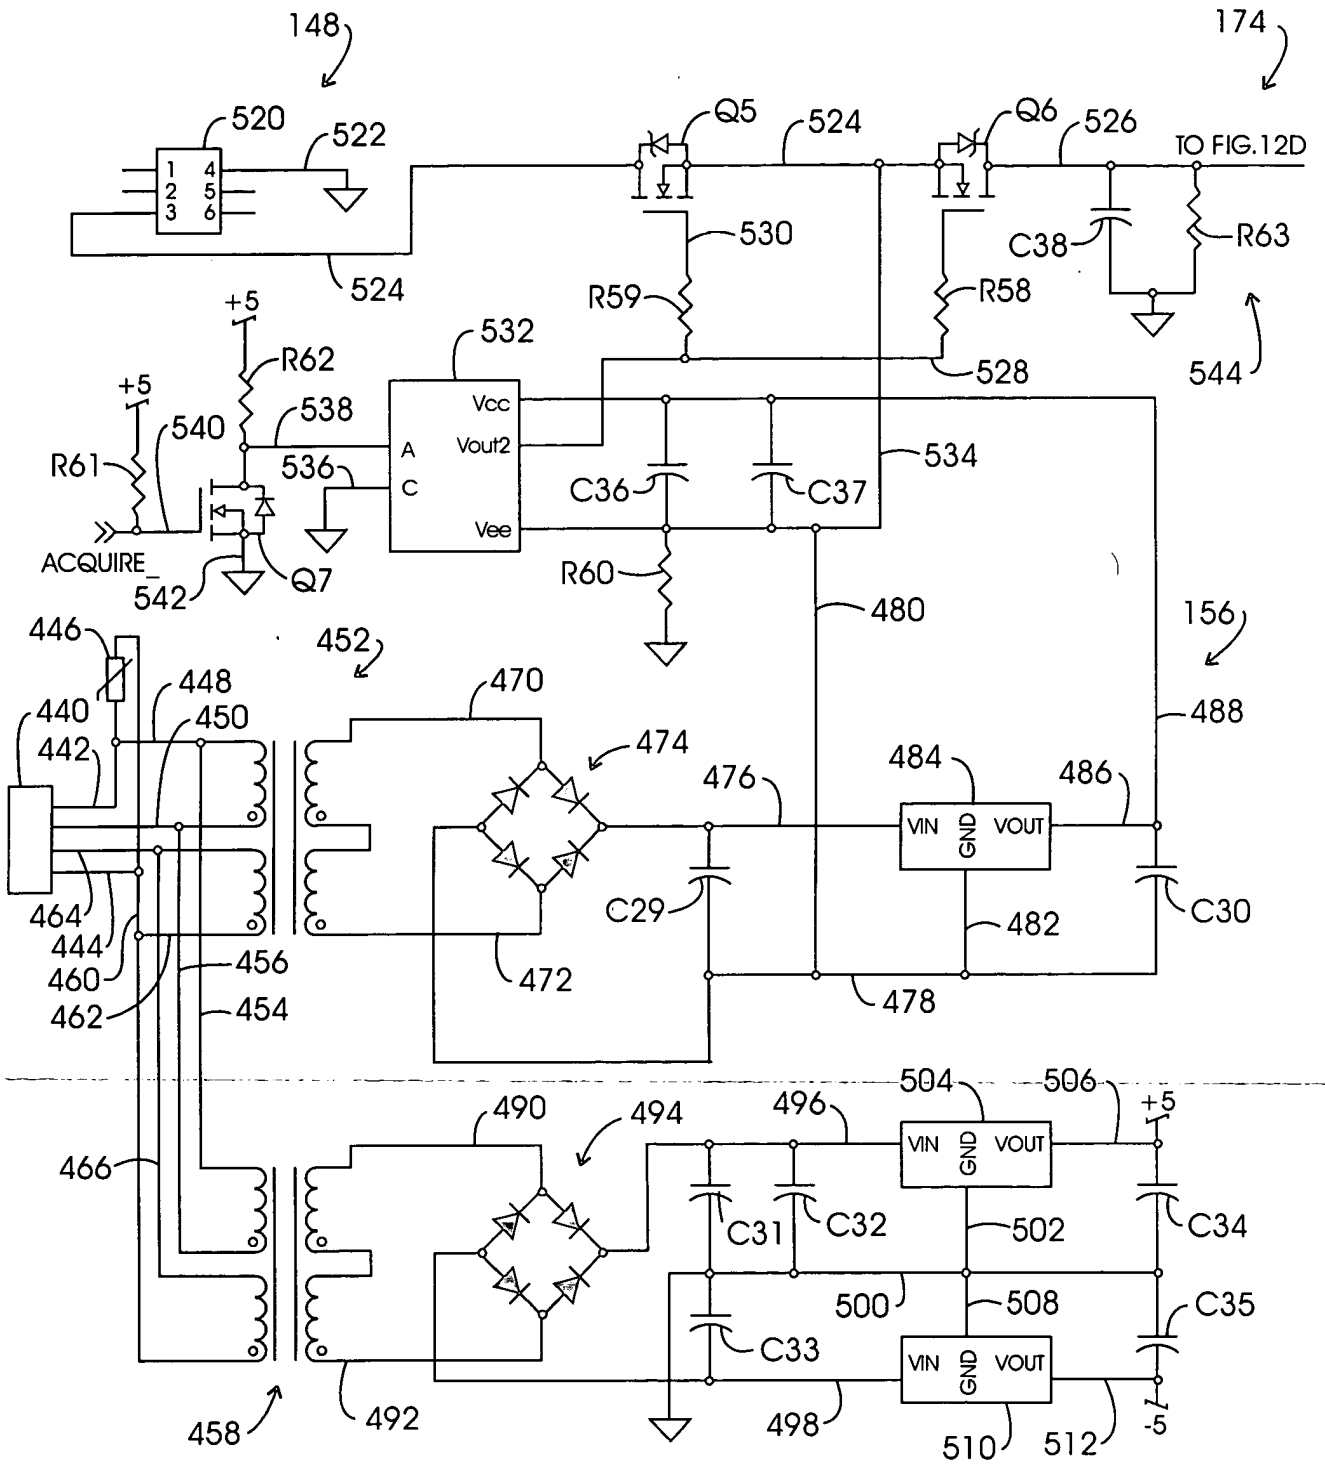 148
174
520
522
Q5
524
Q6
526
TO FIG.12D
1 4
2 5
3 6
530
C38
R63
524
+5
R59
R58
532
R62
528
544
+5
Vcc
540
538
A
Vout2
534
R61
536
C
C36
C37
Vee
ACQUIRE_
542
Q7
R60
480
156
446
452
448
470
440
450
488
442
474
476
484
486
VIN
GND
VOUT
C29
C30
464
482
444
460
456
472
478
462
454
490
494
496
504
506
+5
VIN
GND
VOUT
466
C31
C32
502
C34
500
508
C35
C33
VIN
GND
VOUT
458
492
498
510
512
-5